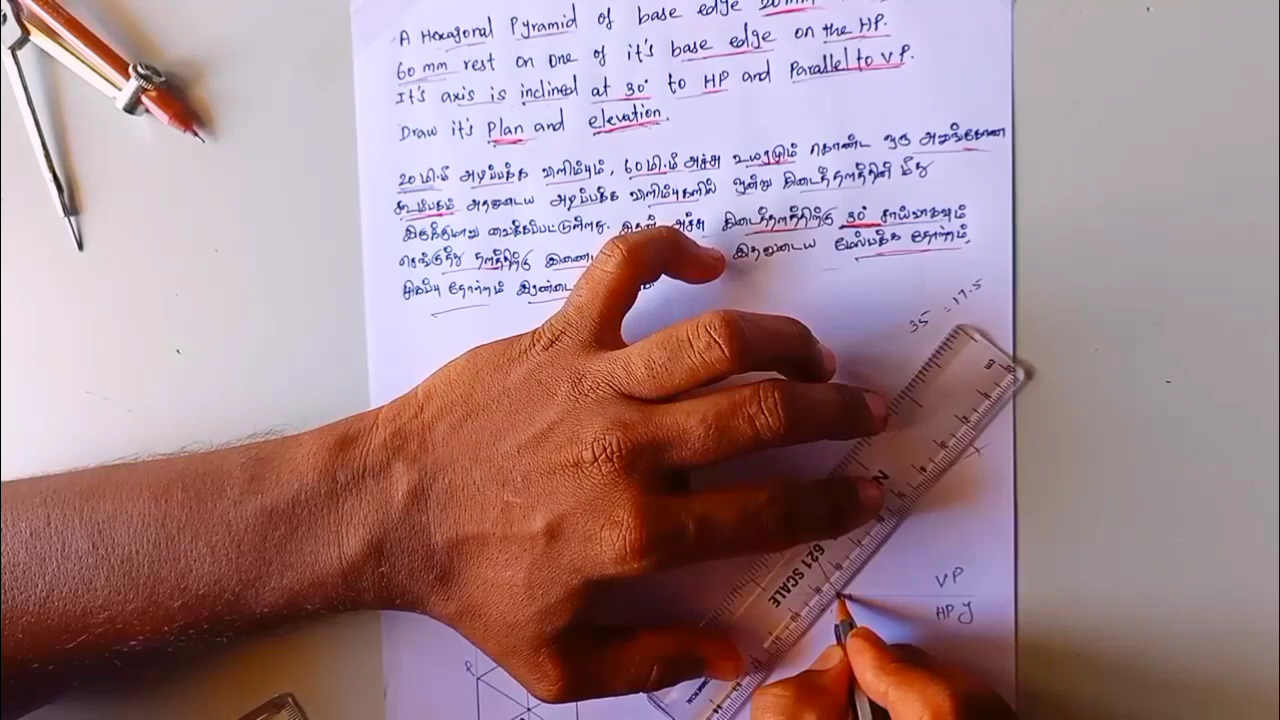 A Hexagonal Pyramid of base edge 20mm
60 mm rest on one of it's base edge on the HP.
It's axis is inclined at 30° to HP and Parallel to VP.
Draw it's Plan and elevation.
20 மி.மீ அடிப்பக்க விளிம்பும், 60 மி.மீ அச்சு உயரமும் கொண்ட ஒரு அறுங்கோண
கூம்பகம் அதனுடைய அடிப்பக்க விளிம்புகளில் ஒன்று கிடைத்தளத்தின் மீது
இருக்குமாறு வைக்கப்பட்டுள்ளது. இதன் அச்சு கிடைத்தளத்திற்கு 30° சாய்வாகவும்
செங்குத்து தளத்திற்கு இதனுடைய மேல்பக்க தோற்றம்,
தோற்றம்
35 = 17.5
VP
HP Y
621 SCALE